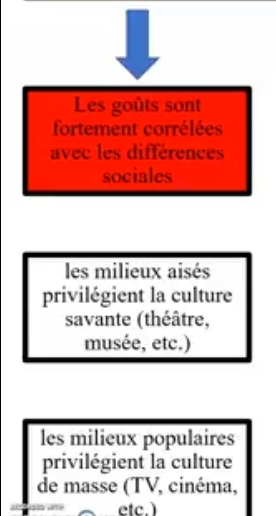 Les goûts sont
fortement corrélées
avec les différences
sociales
les milieux aisés
privilégient la culture
savante (théâtre,
musée, etc.)
les milieux populaires
privilégient la culture
de masse (TV, cinéma,
etc.)